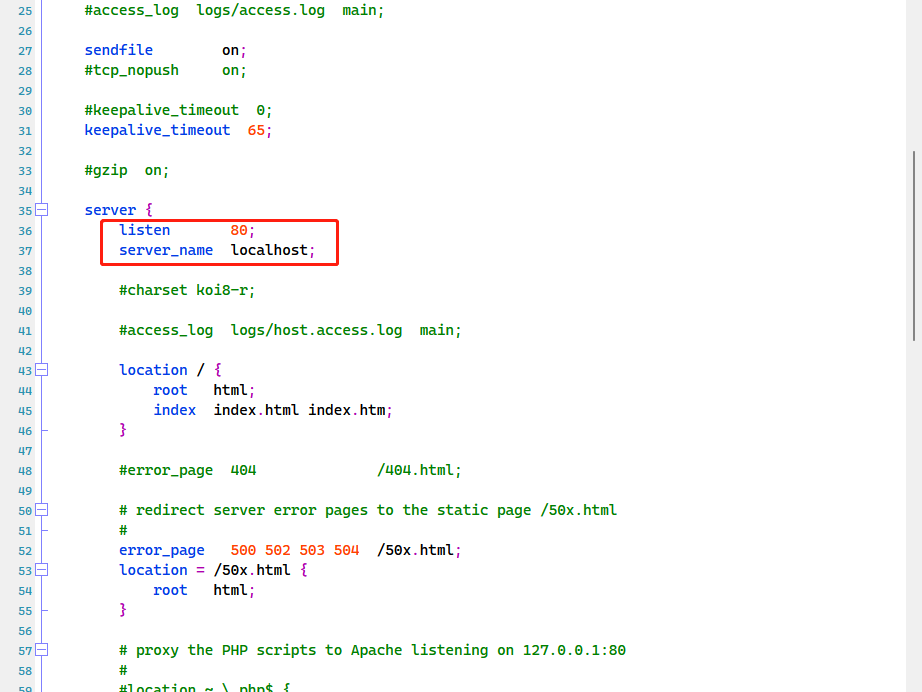 25 #access_log  logs/access.log  main;
26
27 sendfile        on;
28 #tcp_nopush     on;
29
30 #keepalive_timeout  0;
31 keepalive_timeout  65;
32
33 #gzip  on;
34
35 server {
36 listen       80;
37 server_name  localhost;
38
39 #charset koi8-r;
40
41 #access_log  logs/host.access.log  main;
42
43 location / {
44 root   html;
45 index  index.html index.htm;
46 }
47
48 #error_page  404              /404.html;
49
50 # redirect server error pages to the static page /50x.html
51 #
52 error_page   500 502 503 504  /50x.html;
53 location = /50x.html {
54 root   html;
55 }
56
57 # proxy the PHP scripts to Apache listening on 127.0.0.1:80
58 #
59 #location ~ \.php$ {